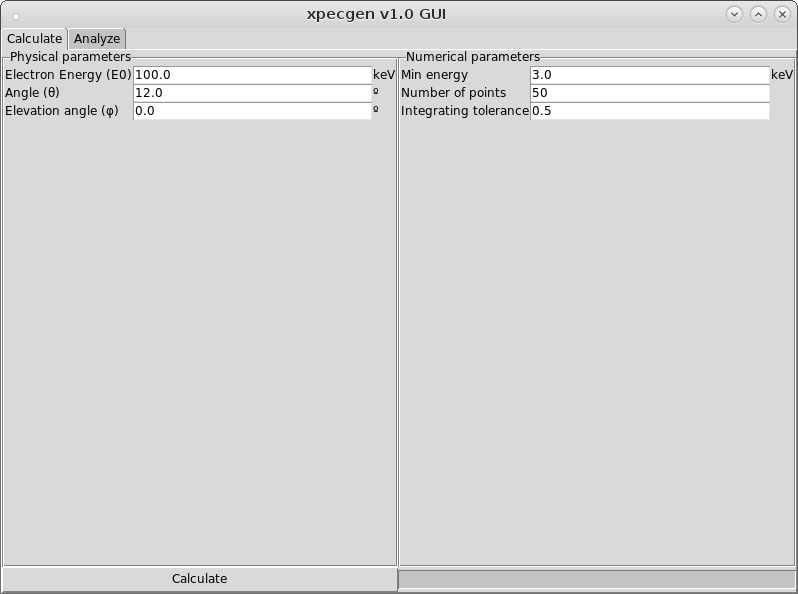 xpecgen v1.0 GUI
Calculate Analyze
Physical parameters
Electron Energy (E0) 100.0 keV
Angle (θ) 12.0 º
Elevation angle (φ) 0.0 º
Numerical parameters
Min energy 3.0 keV
Number of points 50
Integrating tolerance 0.5
Calculate